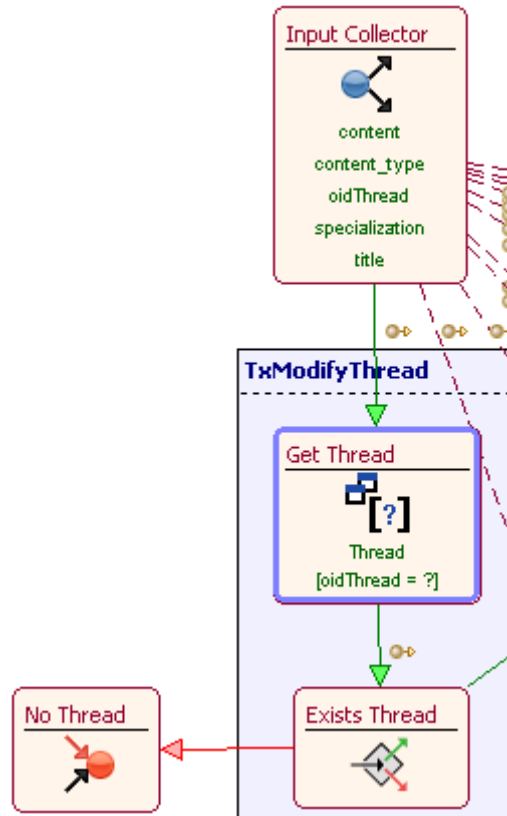 Input Collector
content
content_type
oidThread
specialization
title
TxModifyThread
Get Thread
[?]
Thread
[oidThread = ?]
No Thread
Exists Thread